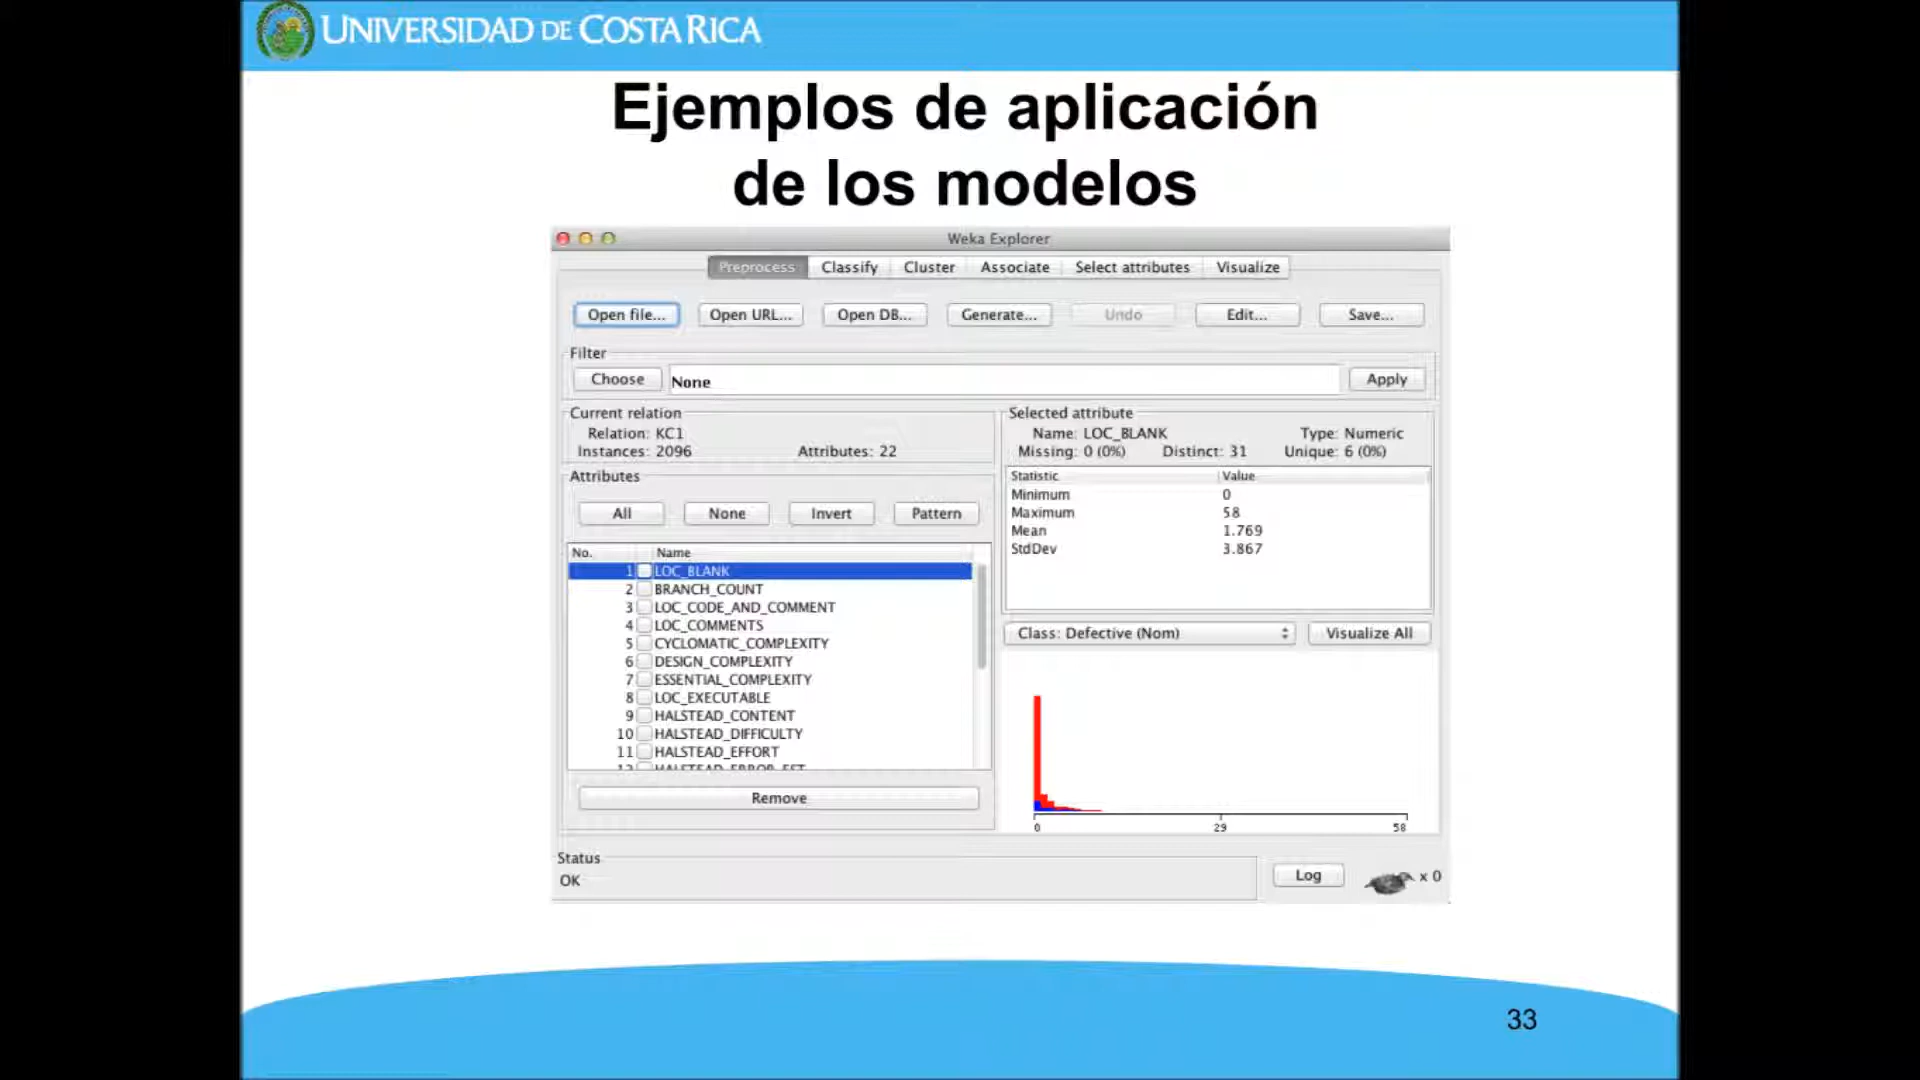 UNIVERSIDAD DE COSTA RICA
Ejemplos de aplicación
de los modelos
Weka Explorer
Preprocess Classify Cluster Associate Select attributes Visualize
Open file... Open URL... Open DB... Generate... Undo Edit... Save...
Filter
Choose None Apply
Current relation
Relation: KC1
Instances: 2096 Attributes: 22
Attributes
All None Invert Pattern
No. Name
1 LOC_BLANK
2 BRANCH_COUNT
3 LOC_CODE_AND_COMMENT
4 LOC_COMMENTS
5 CYCLOMATIC_COMPLEXITY
6 DESIGN_COMPLEXITY
7 ESSENTIAL_COMPLEXITY
8 LOC_EXECUTABLE
9 HALSTEAD_CONTENT
10 HALSTEAD_DIFFICULTY
11 HALSTEAD_EFFORT
12 HALSTEAD_ERROR_EST
Remove
Selected attribute
Name: LOC_BLANK Type: Numeric
Missing: 0 (0%) Distinct: 31 Unique: 6 (0%)
Statistic Value
Minimum 0
Maximum 58
Mean 1.769
StdDev 3.867
Class: Defective (Nom) Visualize All
0 29 58
Status
OK
Log x 0
33